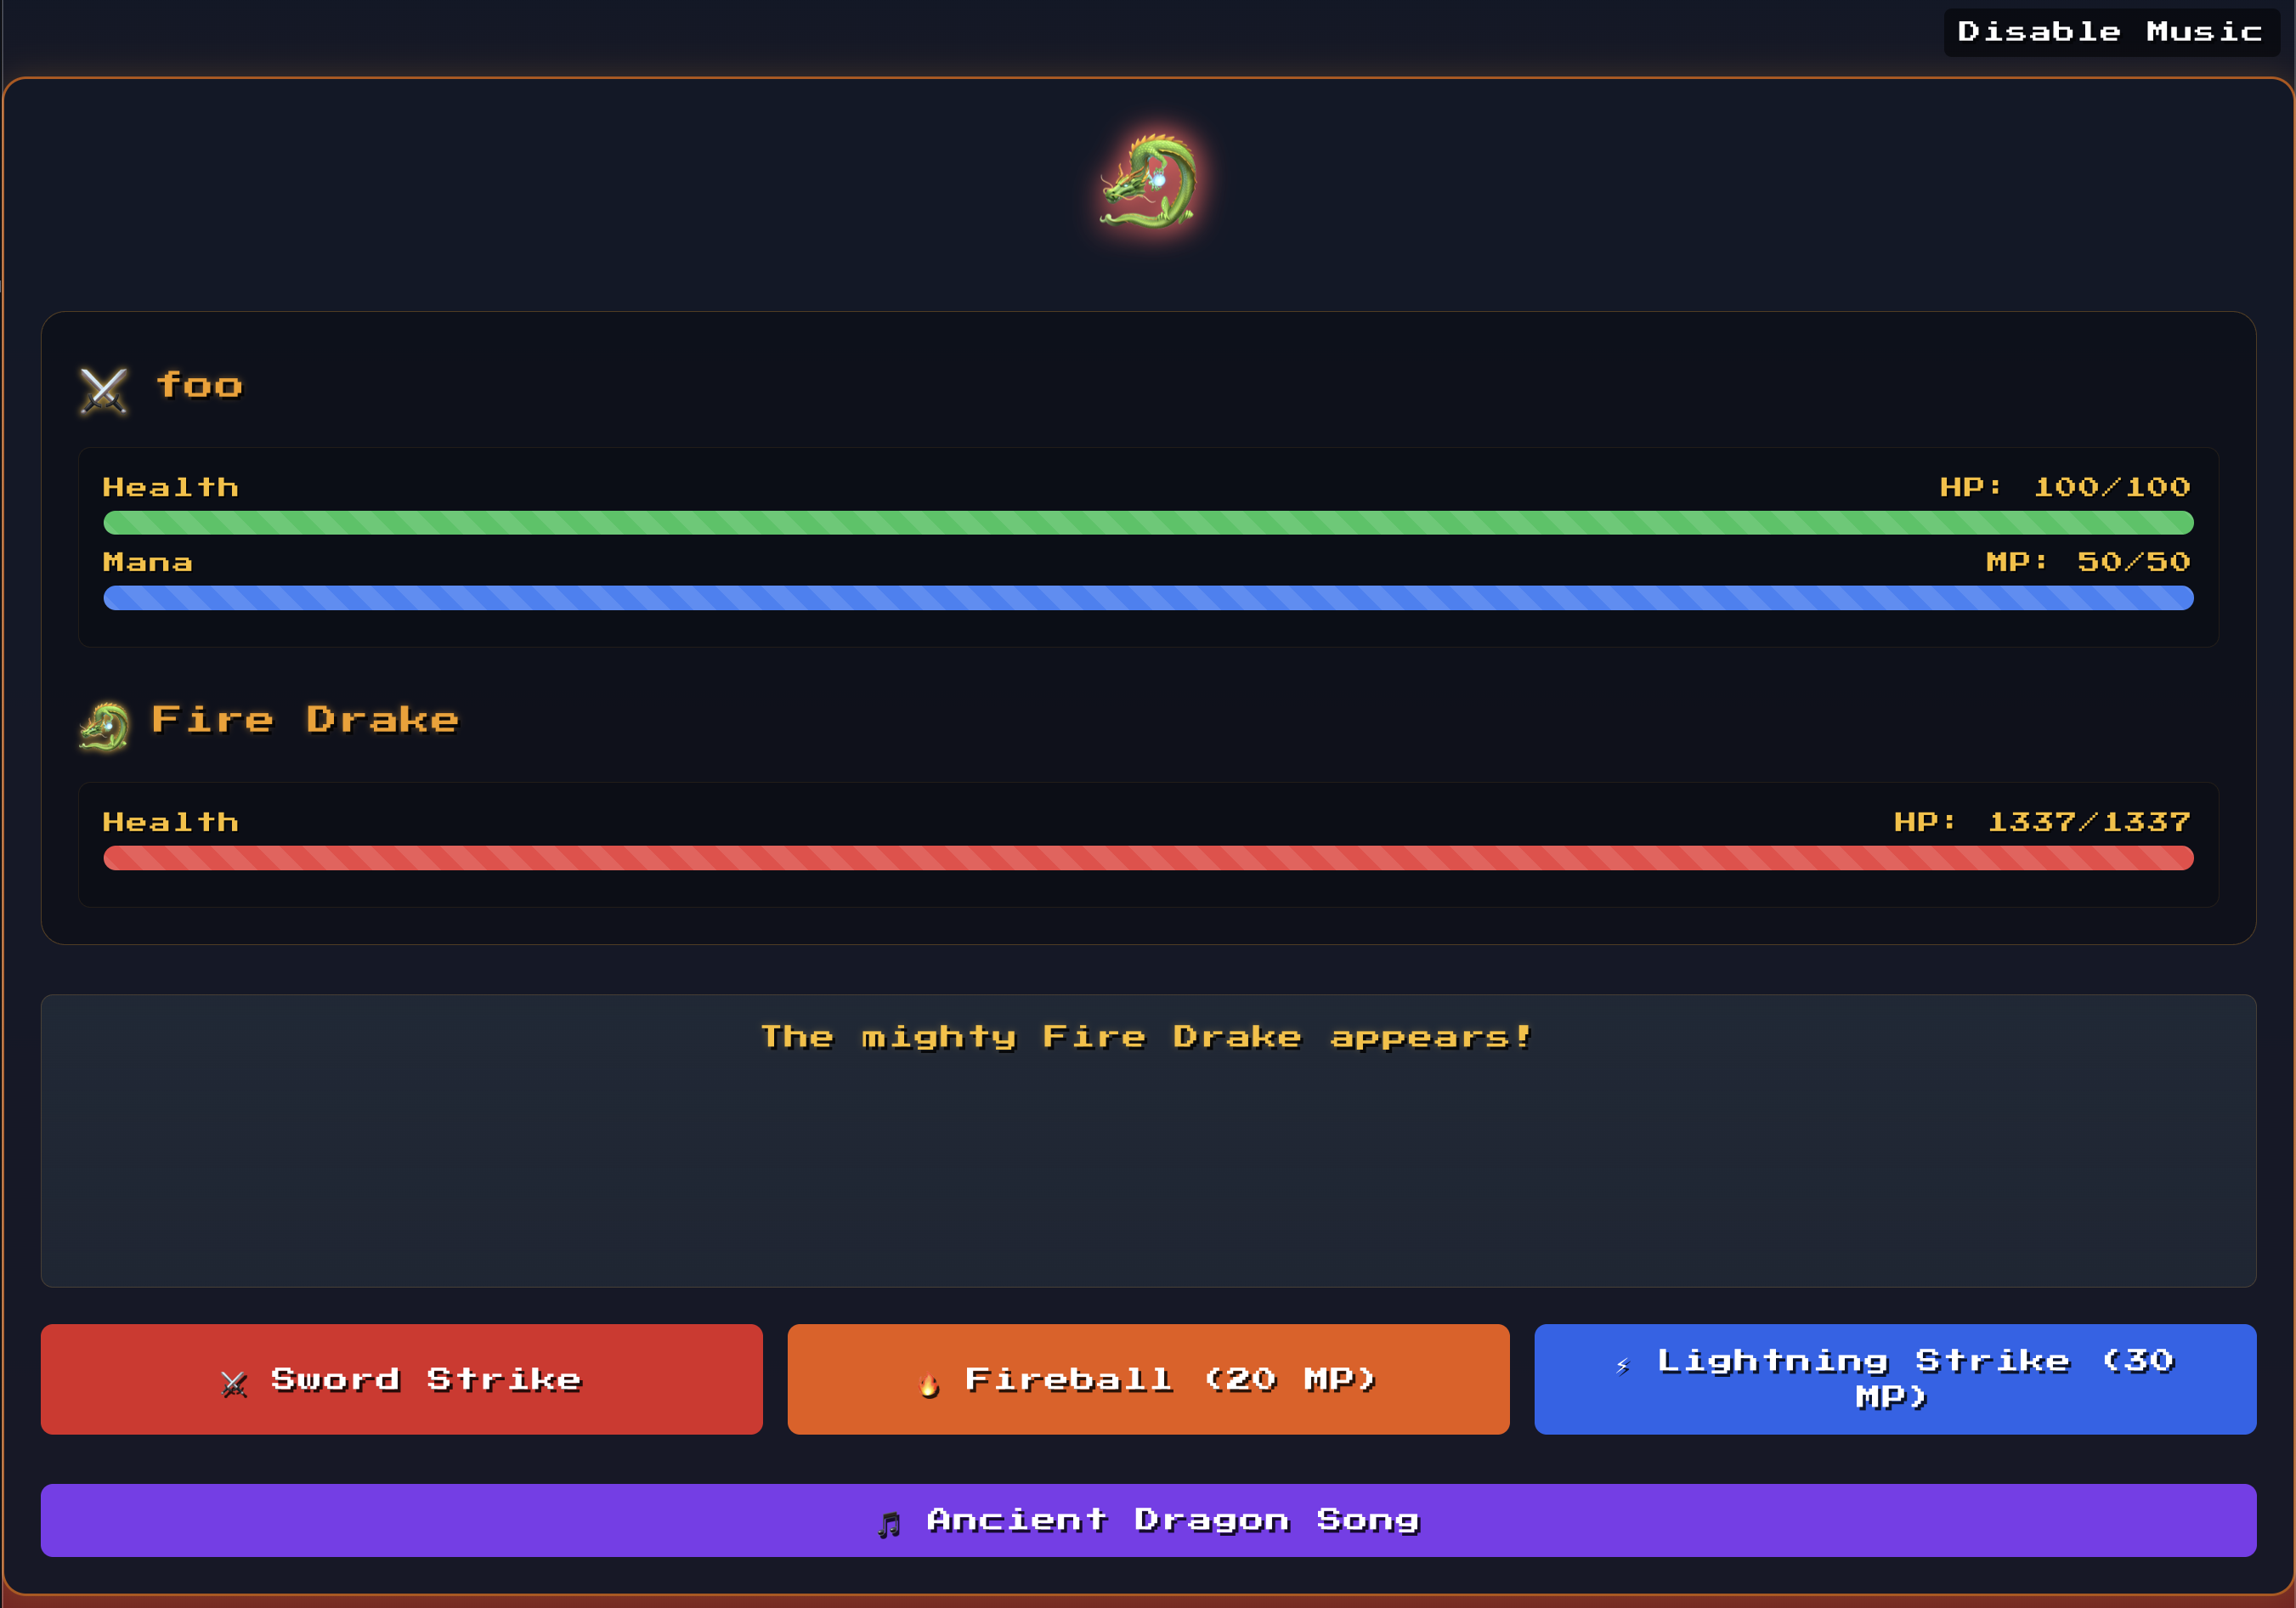 Disable Music
foo
Health HP: 100/100
Mana MP: 50/50
Fire Drake
Health HP: 1337/1337
The mighty Fire Drake appears!
Sword Strike
Fireball (20 MP)
Lightning Strike (30
MP)
Ancient Dragon Song